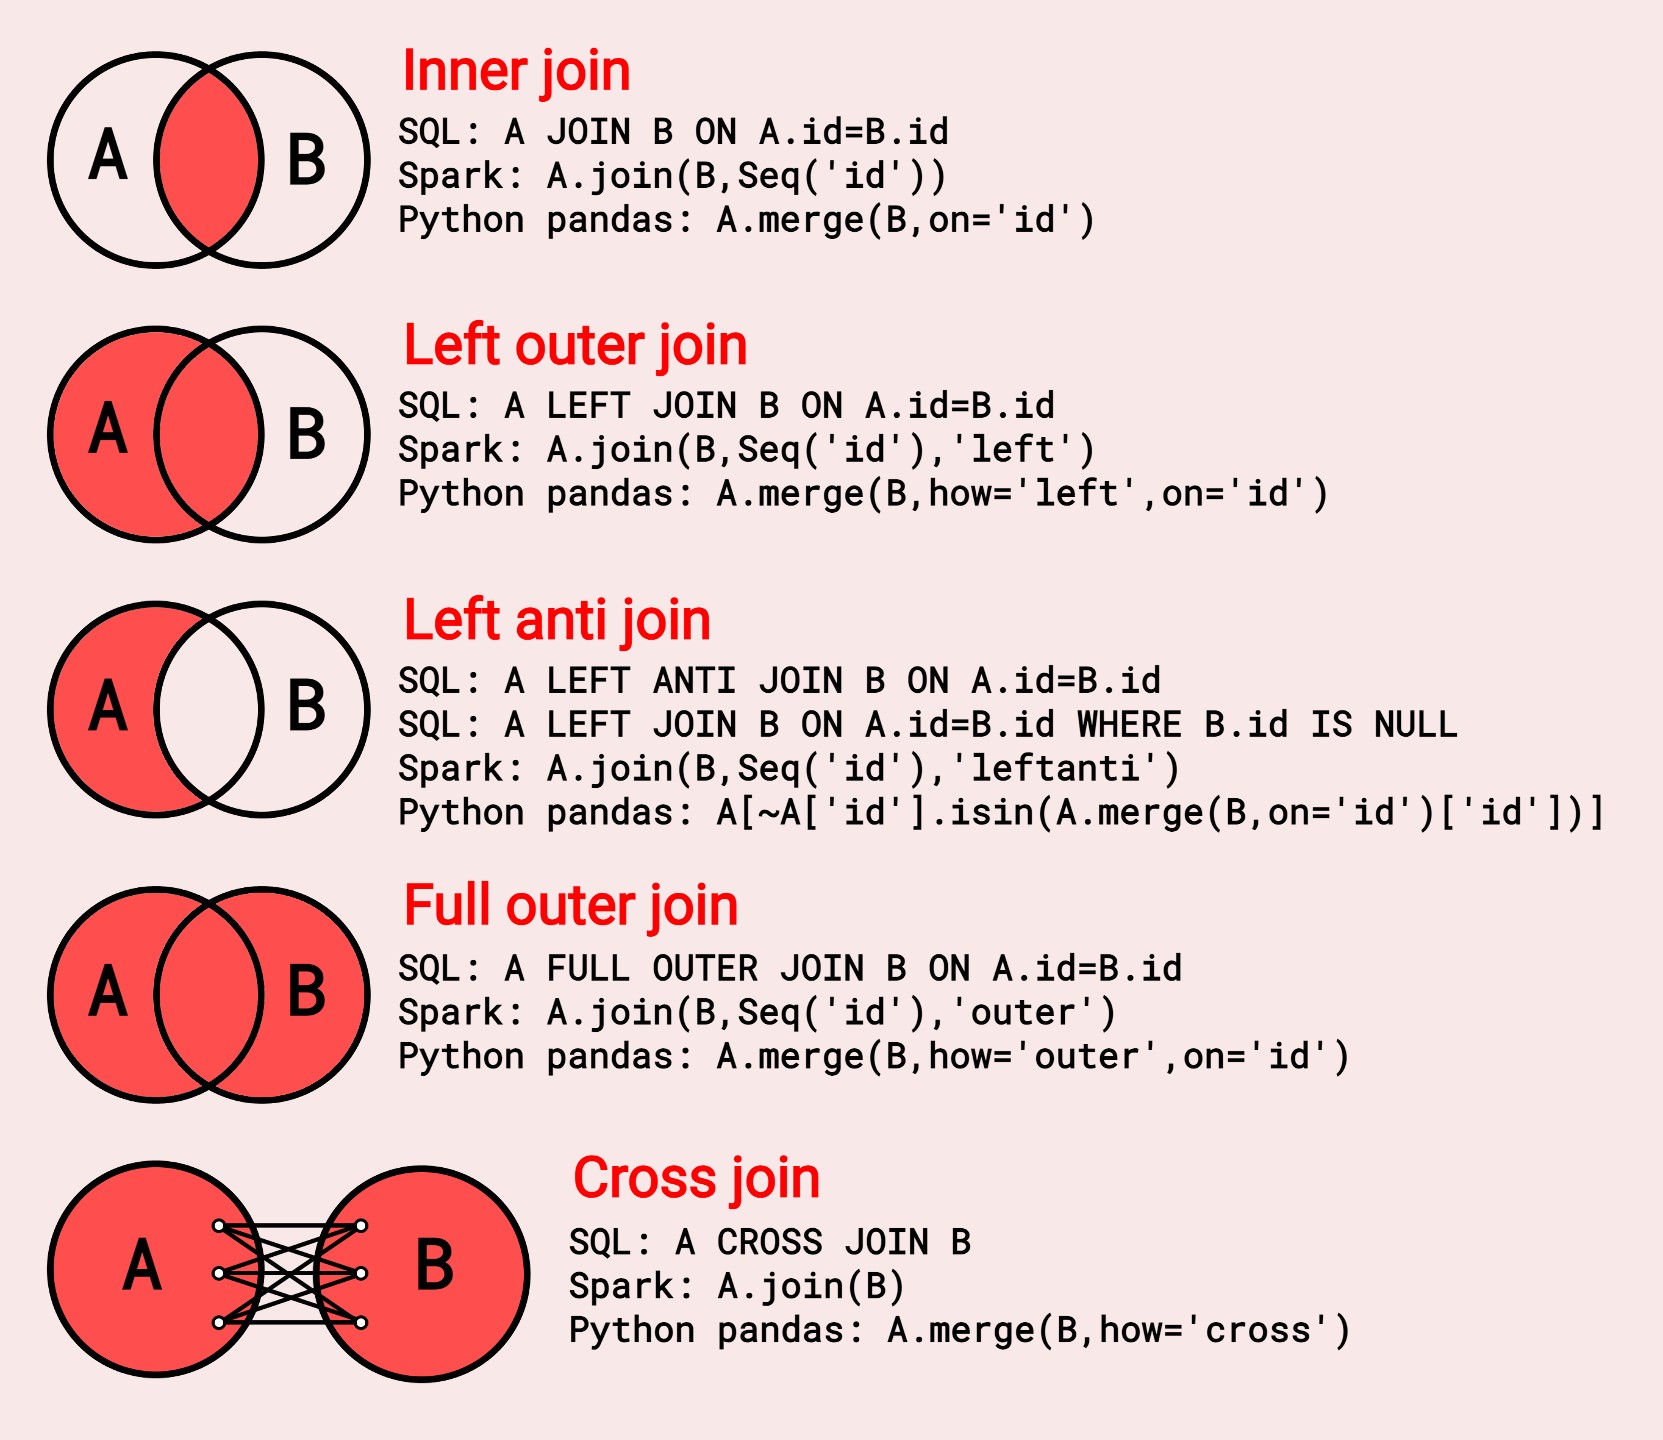 A
B
Inner join
SQL: A JOIN B ON A.id=B.id
Spark: A.join(B,Seq('id'))
Python pandas: A.merge(B,on='id')
A
B
Left outer join
SQL: A LEFT JOIN B ON A.id=B.id
Spark: A.join(B,Seq('id'),'left')
Python pandas: A.merge(B,how='left',on='id')
A
B
Left anti join
SQL: A LEFT ANTI JOIN B ON A.id=B.id
SQL: A LEFT JOIN B ON A.id=B.id WHERE B.id IS NULL
Spark: A.join(B,Seq('id'),'leftanti')
Python pandas: A[~A['id'].isin(A.merge(B,on='id')['id'])]
A
B
Full outer join
SQL: A FULL OUTER JOIN B ON A.id=B.id
Spark: A.join(B,Seq('id'),'outer')
Python pandas: A.merge(B,how='outer',on='id')
A
B
Cross join
SQL: A CROSS JOIN B
Spark: A.join(B)
Python pandas: A.merge(B,how='cross')